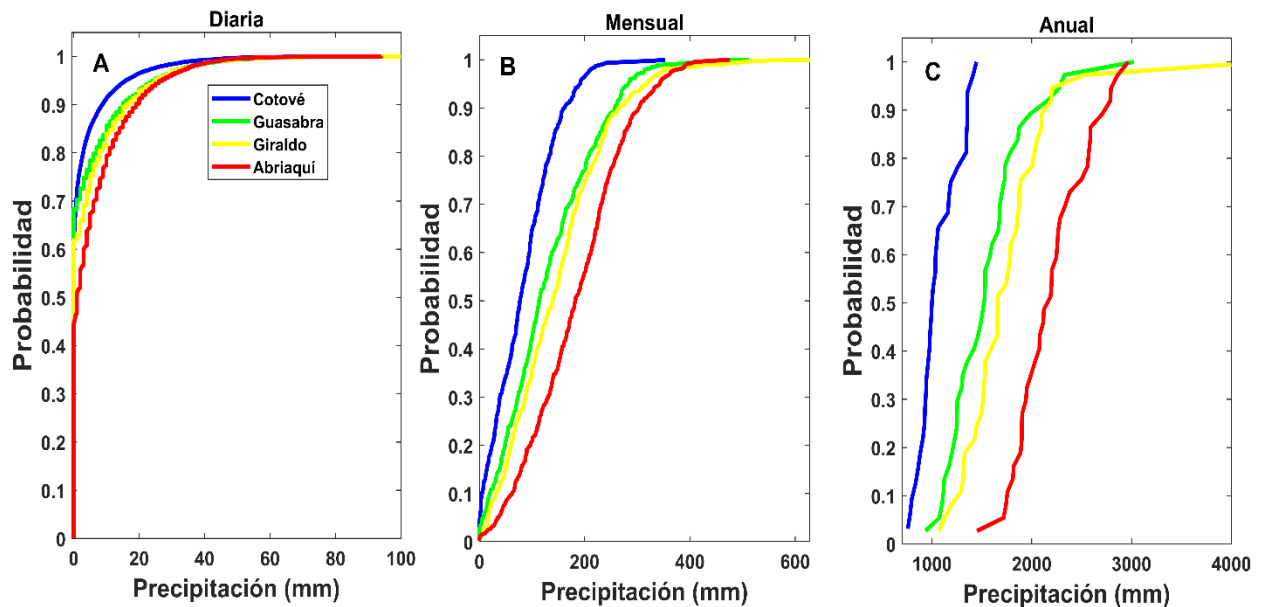 Diaria
A
Cotové
Guasabra
Giraldo
Abriaquí
Probabilidad
1
0.9
0.8
0.7
0.6
0.5
0.4
0.3
0.2
0.1
0
0 20 40 60 80 100
Precipitación (mm)
Mensual
B
Probabilidad
1
0.9
0.8
0.7
0.6
0.5
0.4
0.3
0.2
0.1
0
0 200 400 600
Precipitación (mm)
Anual
C
Probabilidad
1
0.9
0.8
0.7
0.6
0.5
0.4
0.3
0.2
0.1
0
1000 2000 3000 4000
Precipitación (mm)